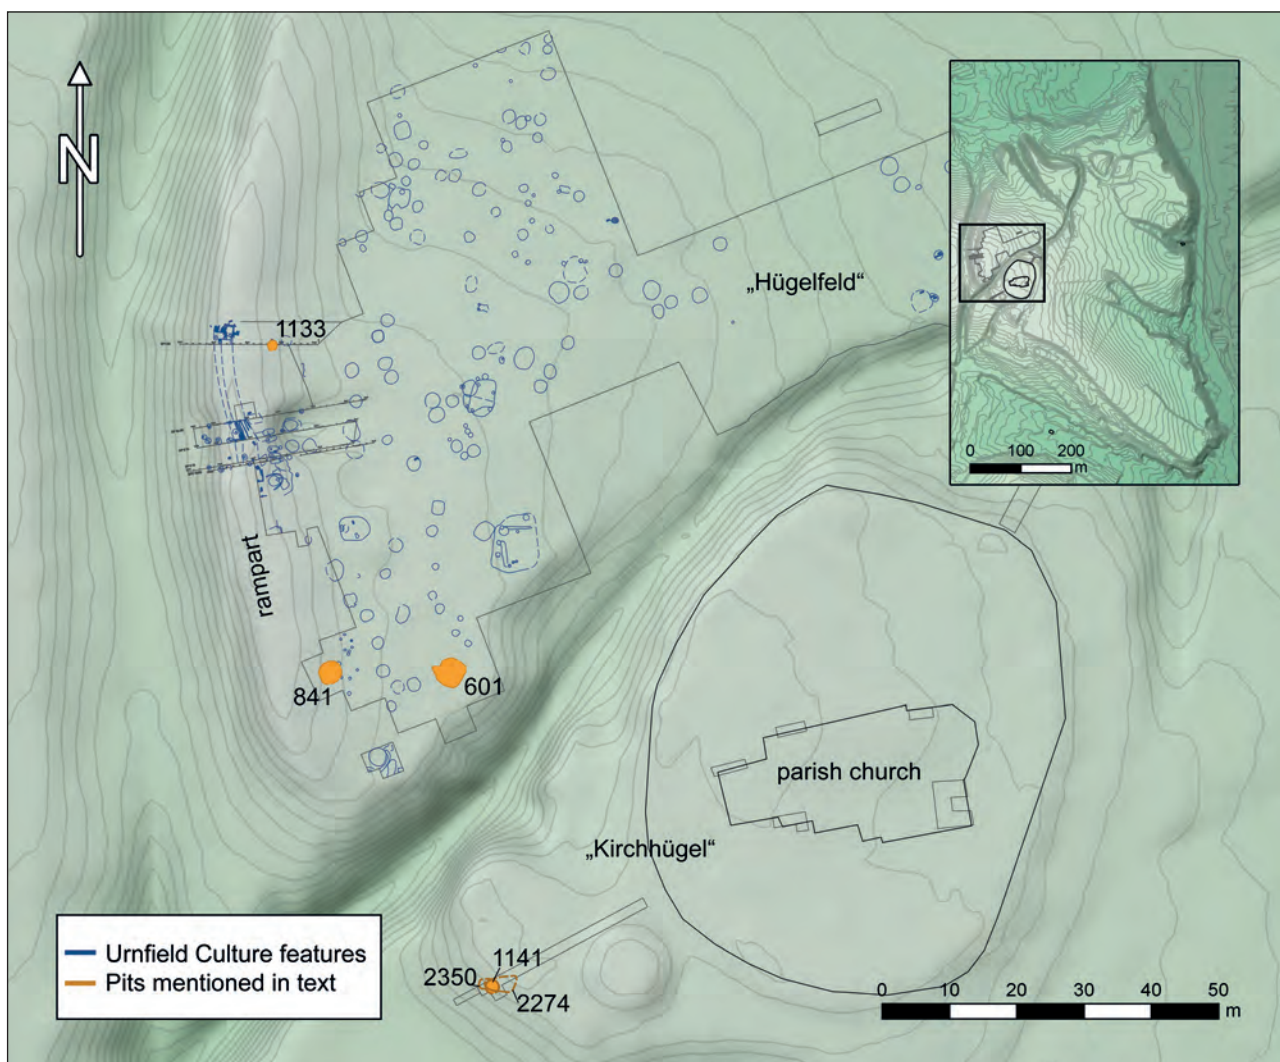 N
„Hügelfeld“
0 100 200
m
1133
rampart
841
601
parish church
„Kirchhügel“
Urnfield Culture features
Pits mentioned in text
1141
2350
2274
0 10 20 30 40 50
m